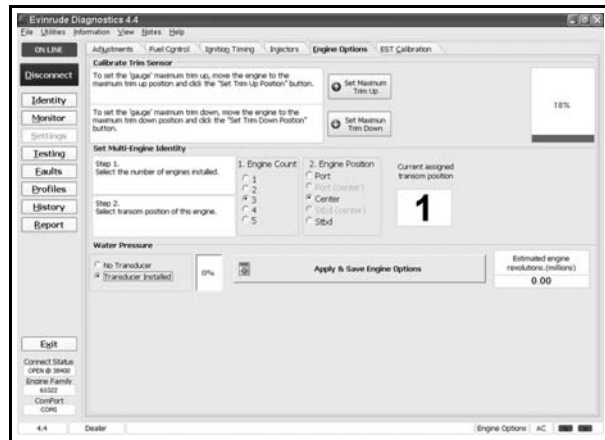 Evinrude Diagnostics 4.4
File Utilities Information View Notes Help
ON LINE
Adjustments Fuel Control Ignition Timing Injectors Engine Options EST Calibration
Calibrate Trim Sensor
Disconnect
To set the 'gauge' maximum trim up, move the engine to the
maximum trim up position and click the "Set Trim Up Position" button.
Set Maximum
Trim Up
To set the 'gauge' maximum trim down, move the engine to the
maximum trim down position and click the "Set Trim Down Position"
button.
Set Maximun
Trim Down
18%
Identity
Monitor
Settings
Testing
Faults
Profiles
History
Report
Set Multi-Engine Identity
Step 1.
Select the number of engines installed.
Step 2.
Select transom position of this engine.
1. Engine Count
1
2
3
4
5
2. Engine Position
Port
Port (center)
Center
Stbd (center)
Stbd
Current assigned
transom position
1
Water Pressure
No Transducer
Transducer Installed
0%
Apply & Save Engine Options
Estimated engine
revolutions.(millions)
0.00
Exit
Connect Status
OPEN @ 38400
Engine Family
61022
ComPort
COM1
4.4 Dealer Engine Options AC